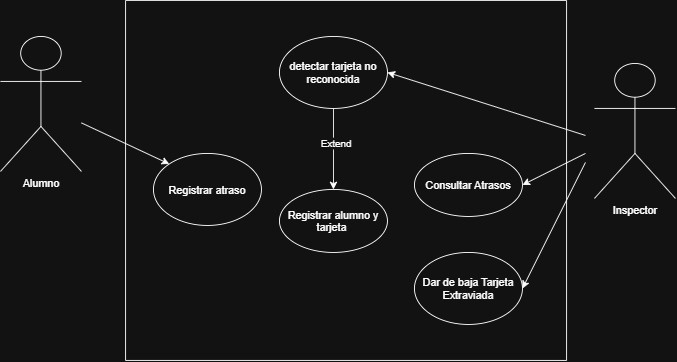 detectar tarjeta no
reconocida
Extend
Alumno
Registrar atraso
Registrar alumno y
tarjeta
Consultar Atrasos
Inspector
Dar de baja Tarjeta
Extraviada